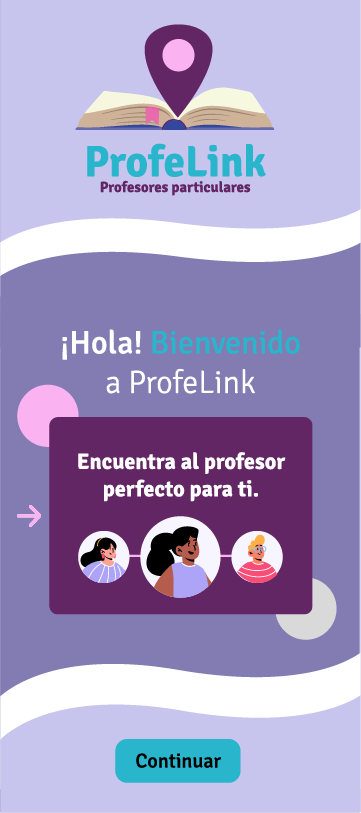 ProfeLink
Profesores particulares
¡Hola! Bienvenido
a ProfeLink
Encuentra al profesor
perfecto para ti.
Continuar